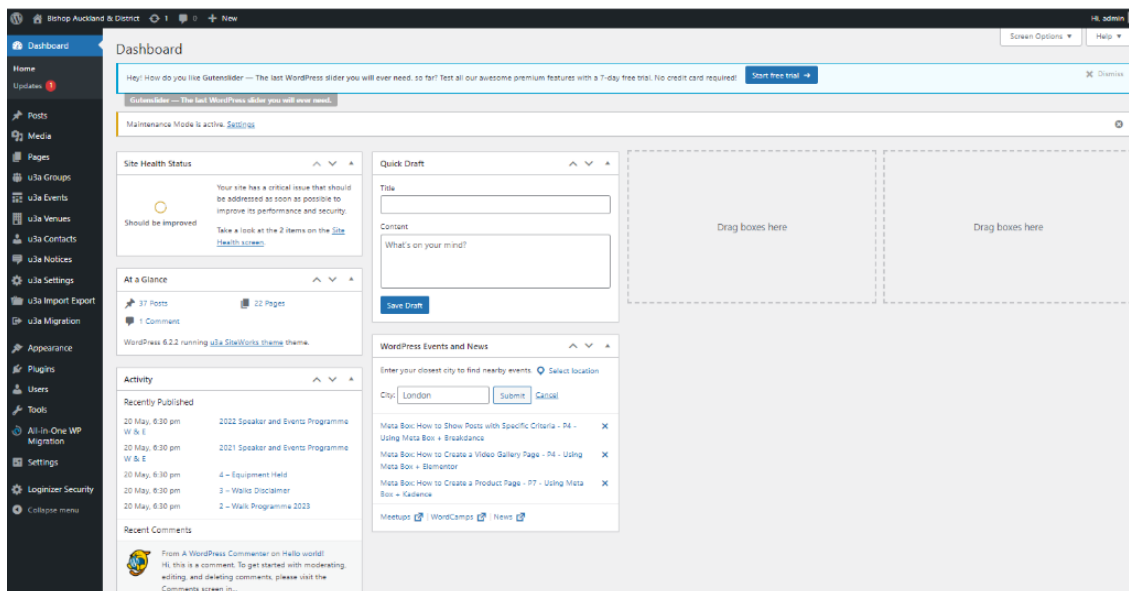 Bishop Auckland & District 1 0 New Hi, admin
Dashboard
Home
Updates 1
Posts
Media
Pages
u3a Groups
u3a Events
u3a Venues
u3a Contacts
u3a Notices
u3a Settings
u3a Import Export
u3a Migration
Appearance
Plugins
Users
Tools
All-in-One WP
Migration
Settings
Loginizer Security
Collapse menu
Screen Options ▼ Help ▼
Dashboard
Hey! How do you like Gutenslider — The last WordPress slider you will ever need. so far? Test all our awesome premium features with a 7-day free trial. No credit card required! Start free trial → Dismiss
Gutenslider — The last WordPress slider you will ever need.
Maintenance Mode is active. Settings
Site Health Status
Should be improved
Your site has a critical issue that should
be addressed as soon as possible to
improve its performance and security.
Take a look at the 2 items on the Site
Health screen.
At a Glance
37 Posts 22 Pages
1 Comment
WordPress 6.2.2 running u3a SiteWorks theme theme.
Activity
Recently Published
20 May, 6:30 pm 2022 Speaker and Events Programme
W & E
20 May, 6:30 pm 2021 Speaker and Events Programme
W & E
20 May, 6:30 pm 4 – Equipment Held
20 May, 6:30 pm 3 – Walks Disclaimer
20 May, 6:30 pm 2 – Walk Programme 2023
Recent Comments
From A WordPress Commenter on Hello world!
Hi, this is a comment. To get started with moderating,
editing, and deleting comments, please visit the
Comments screen in...
Quick Draft
Title
Content
What's on your mind?
Save Draft
WordPress Events and News
Enter your closest city to find nearby events. Select location
City: London Submit Cancel
Meta Box: How to Show Posts with Specific Criteria - P4 -
Using Meta Box + Breakdance
Meta Box: How to Create a Video Gallery Page - P4 - Using
Meta Box + Elementor
Meta Box: How to Create a Product Page - P7 - Using Meta
Box + Kadence
Meetups | WordCamps | News
Drag boxes here
Drag boxes here